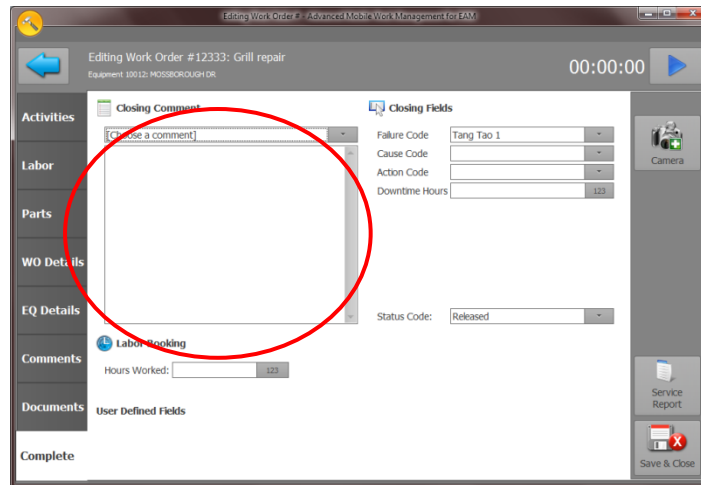 Editing Work Order # - Advanced Mobile Work Management for EAM
Editing Work Order #12333: Grill repair
Equipment 10012: MOSSBOROUGH DR
00:00:00
Activities
Labor
Parts
WO Details
EQ Details
Comments
Documents
Complete
Closing Comment
[Choose a comment]
Labor Booking
Hours Worked:
123
User Defined Fields
Closing Fields
Failure Code
Tang Tao 1
Cause Code
Action Code
Downtime Hours
123
Status Code:
Released
Camera
Service
Report
Save & Close